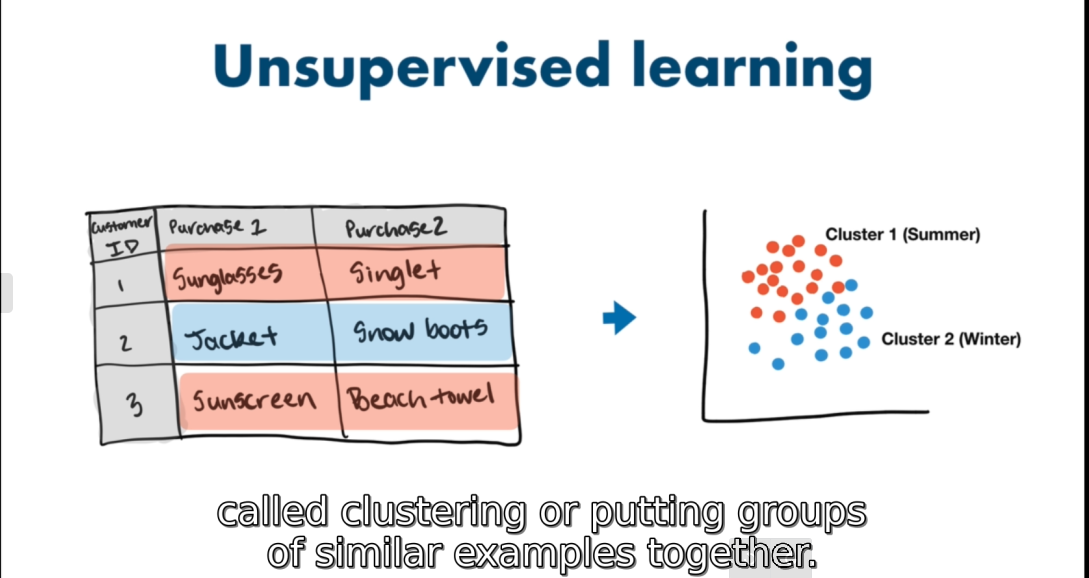 Unsupervised learning
Customer ID Purchase 1 Purchase 2
1 Sunglasses Singlet
2 Jacket Snow boots
3 Sunscreen Beach towel
Cluster 1 (Summer)
Cluster 2 (Winter)
called clustering or putting groups
of similar examples together.